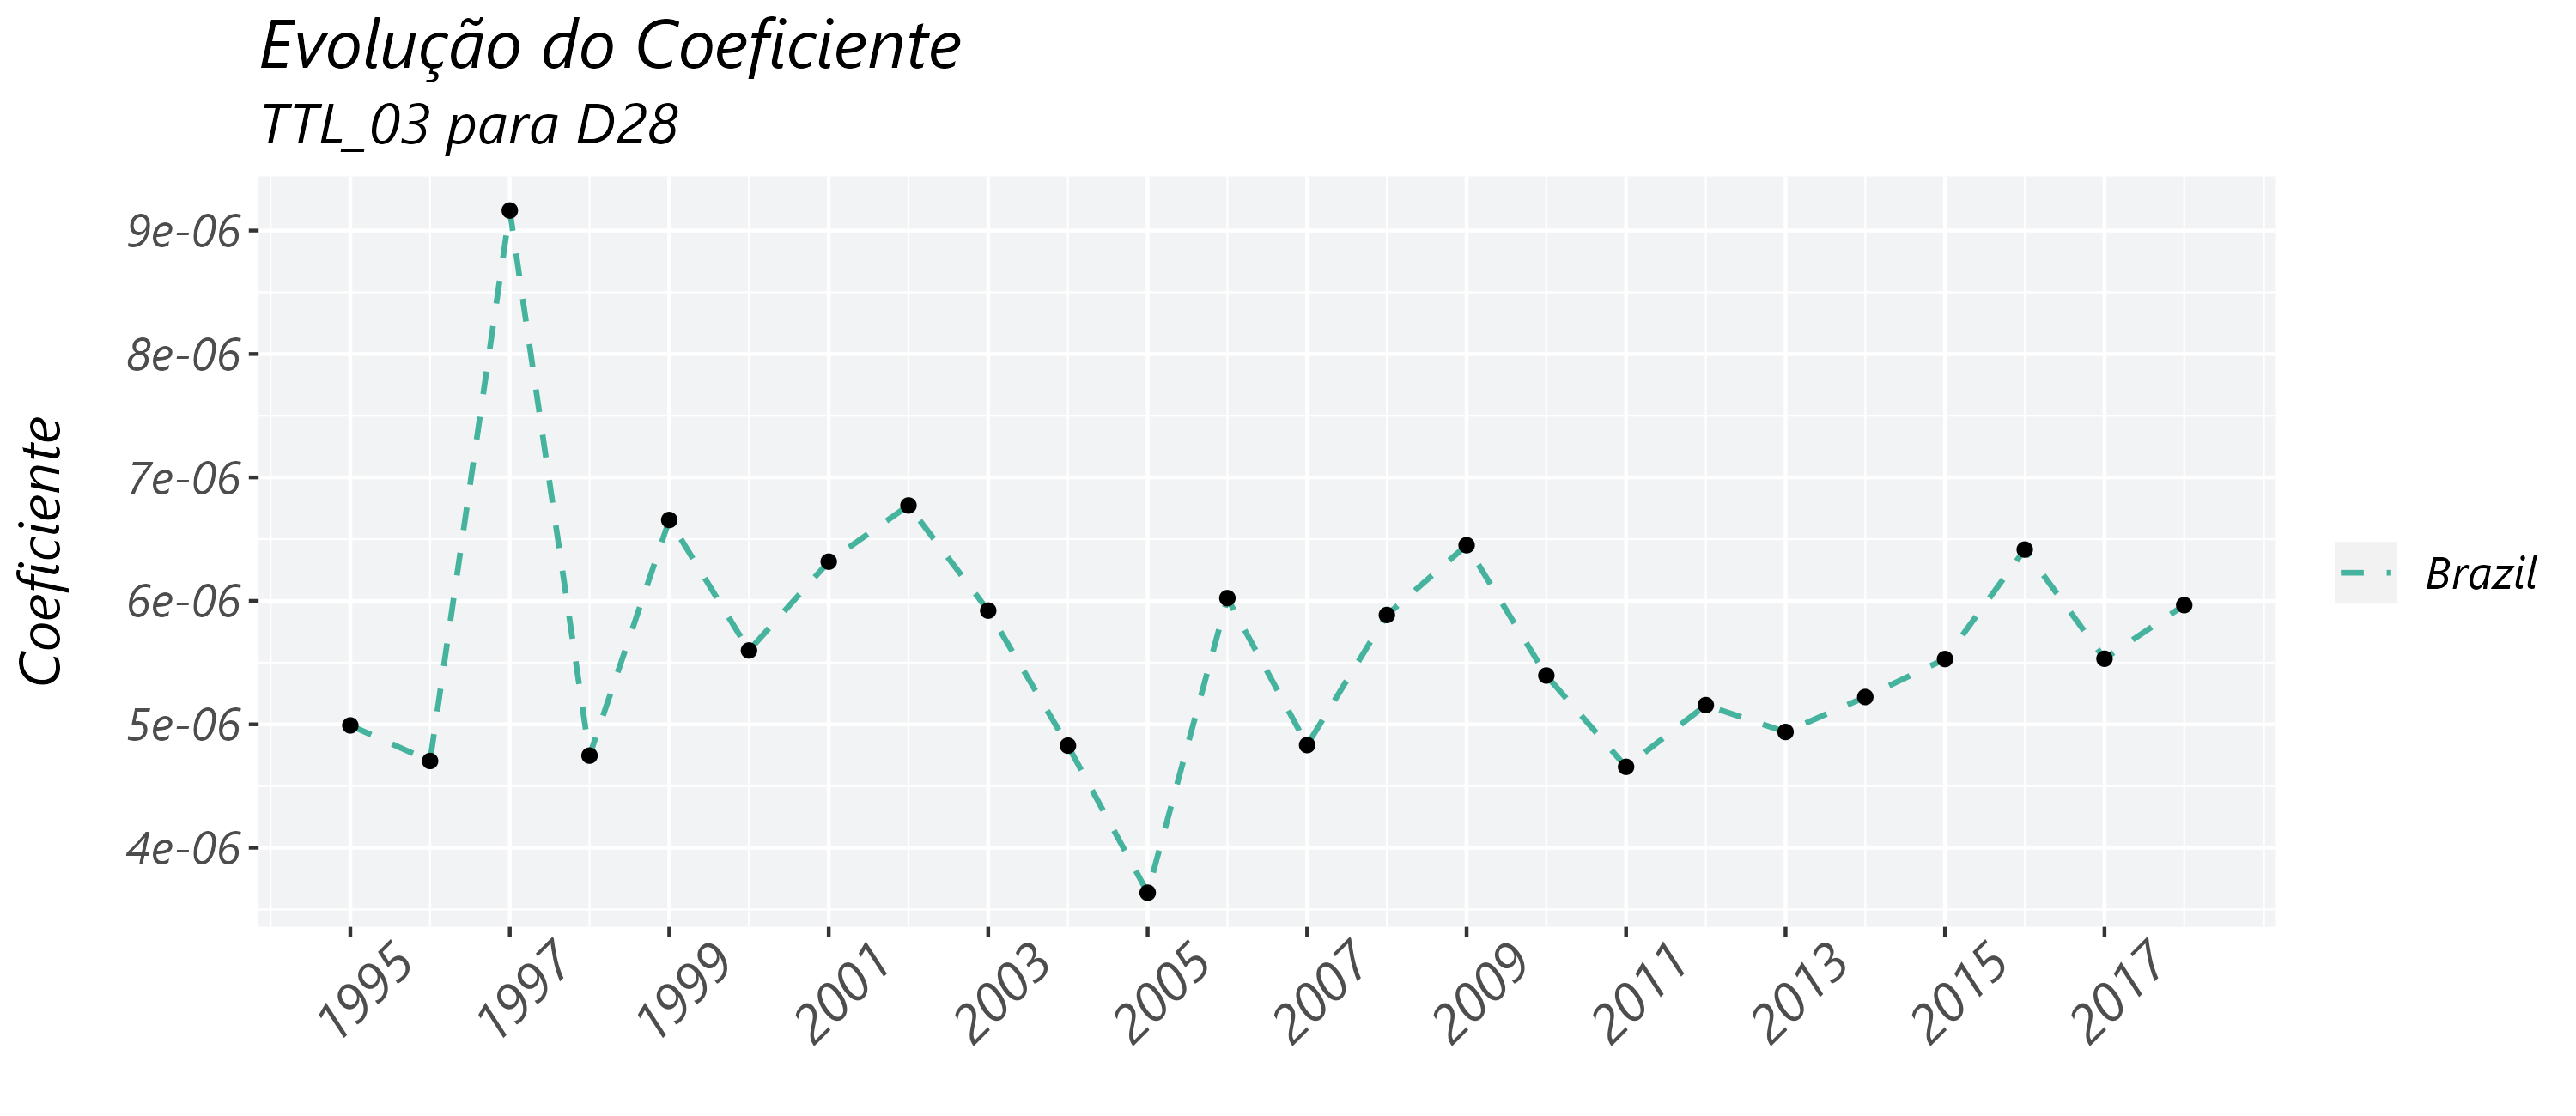 Evolução do Coeficiente
TTL_03 para D28
Coeficiente
9e-06
8e-06
7e-06
6e-06
5e-06
4e-06
1995
1997
1999
2001
2003
2005
2007
2009
2011
2013
2015
2017
Brazil